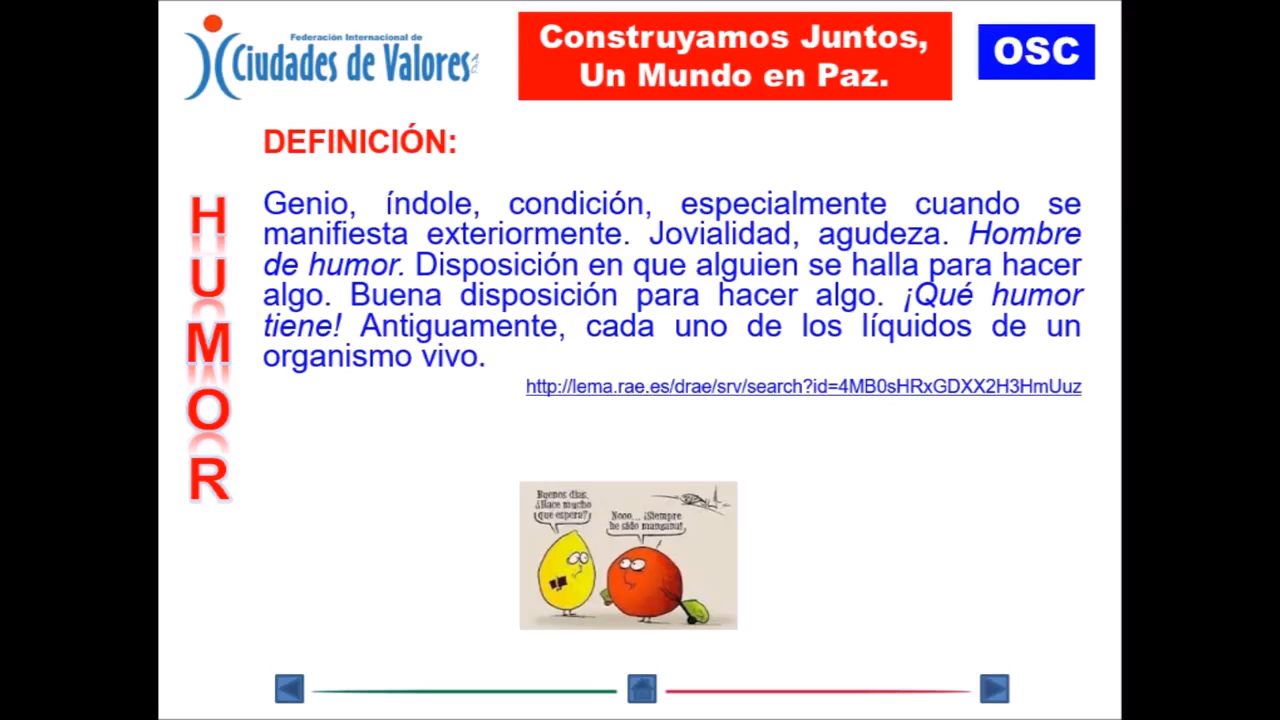 Federación Internacional de
Ciudades de Valores
Construyamos Juntos,
Un Mundo en Paz.
OSC
DEFINICIÓN:
H
U
M
O
R
Genio, índole, condición, especialmente cuando se
manifiesta exteriormente. Jovialidad, agudeza. Hombre
de humor. Disposición en que alguien se halla para hacer
algo. Buena disposición para hacer algo. ¡Qué humor
tiene! Antiguamente, cada uno de los líquidos de un
organismo vivo.
http://lema.rae.es/drae/srv/search?id=4MB0sHRxGDXX2H3HmUuz
Buenos días.
¿Hace mucho
que espera?
Nooo... ¡Siempre
he sido manzana!